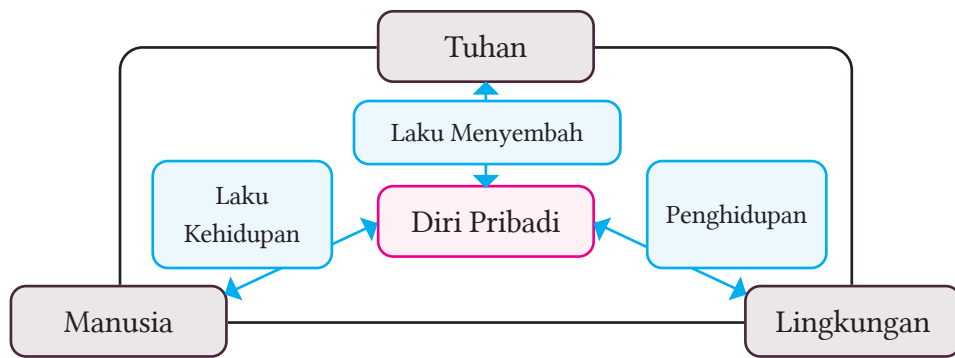 Tuhan
Laku Menyembah
Laku
Kehidupan
Diri Pribadi
Penghidupan
Manusia
Lingkungan